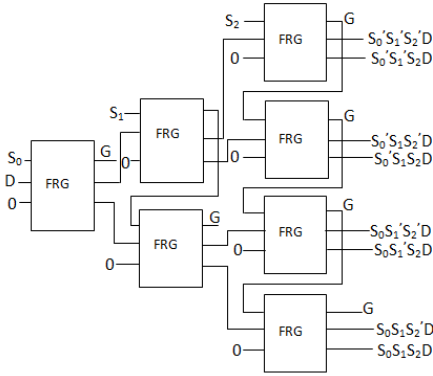 S₂
G
FRG
S₀'S₁'S₂'D
0
S₀'S₁'S₂D
S₁
FRG
0
G
FRG
S₀'S₁S₂'D
0
S₀'S₁S₂D
S₀
G
D
FRG
0
G
FRG
0
G
FRG
S₀S₁'S₂'D
0
S₀S₁'S₂D
G
FRG
S₀S₁S₂'D
0
S₀S₁S₂D